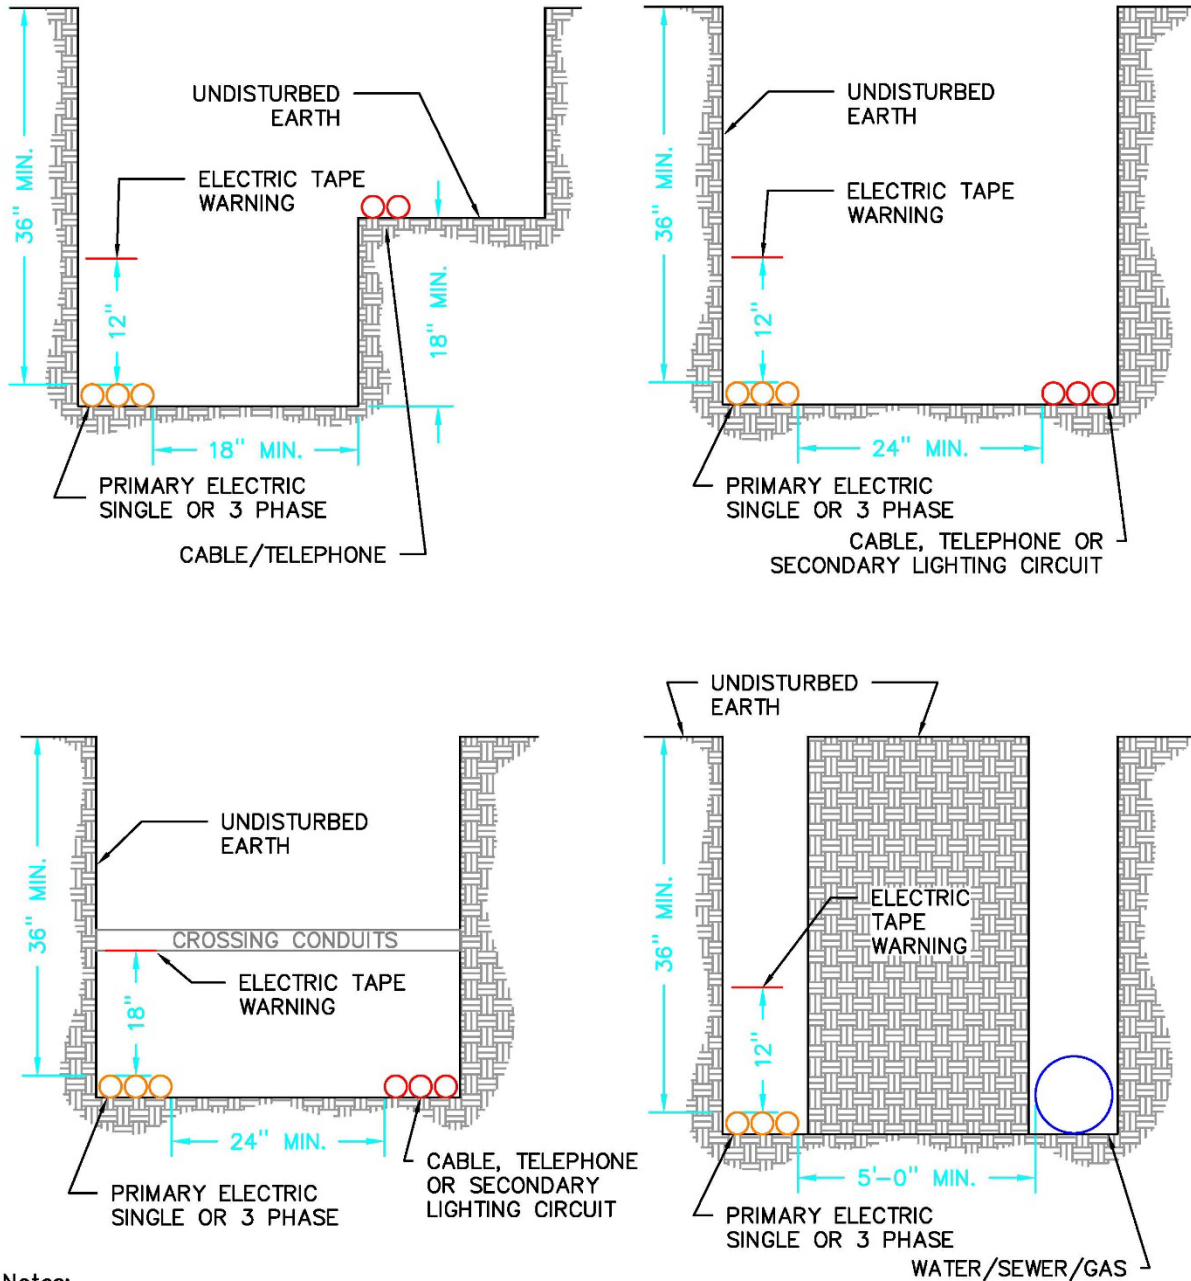 36" MIN.
UNDISTURBED
EARTH
ELECTRIC TAPE
WARNING
12"
18" MIN.
18" MIN.
PRIMARY ELECTRIC
SINGLE OR 3 PHASE
CABLE/TELEPHONE
36" MIN.
UNDISTURBED
EARTH
ELECTRIC TAPE
WARNING
12"
24" MIN.
PRIMARY ELECTRIC
SINGLE OR 3 PHASE
CABLE, TELEPHONE OR
SECONDARY LIGHTING CIRCUIT
36" MIN.
UNDISTURBED
EARTH
CROSSING CONDUITS
ELECTRIC TAPE
WARNING
18"
24" MIN.
PRIMARY ELECTRIC
SINGLE OR 3 PHASE
CABLE, TELEPHONE
OR SECONDARY
LIGHTING CIRCUIT
UNDISTURBED
EARTH
36" MIN.
ELECTRIC
TAPE
WARNING
12"
5'-0" MIN.
PRIMARY ELECTRIC
SINGLE OR 3 PHASE
WATER/SEWER/GAS
Notes: